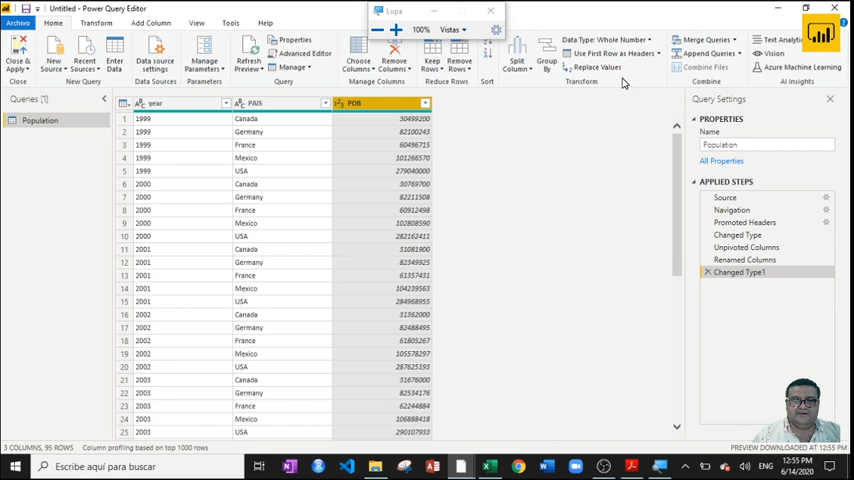 Untitled - Power Query Editor
Lupa
100% Vistas
Archivo Home Transform Add Column View Tools Help
Close & Apply
New Source
Recent Sources
Enter Data
Data source settings
Manage Parameters
Refresh Preview
Properties
Advanced Editor
Manage
Choose Columns
Remove Columns
Keep Rows
Remove Rows
Split Column
Group By
Data Type: Whole Number
Use First Row as Headers
Replace Values
Merge Queries
Append Queries
Combine Files
Text Analytic
Vision
Azure Machine Learning
Close New Query Data Sources Parameters Query Manage Columns Reduce Rows Sort Transform Combine AI Insights
Queries [1]
Population
year PAIS POB
1 1999 Canada 30499200
2 1999 Germany 82100243
3 1999 France 60496715
4 1999 Mexico 101266570
5 1999 USA 279040000
6 2000 Canada 30769700
7 2000 Germany 82211508
8 2000 France 60912498
9 2000 Mexico 102808590
10 2000 USA 282162411
11 2001 Canada 31081900
12 2001 Germany 82349925
13 2001 France 61357431
14 2001 Mexico 104239563
15 2001 USA 284968955
16 2002 Canada 31362000
17 2002 Germany 82488495
18 2002 France 61805267
19 2002 Mexico 105578297
20 2002 USA 287625193
21 2003 Canada 31676000
22 2003 Germany 82534176
23 2003 France 62244884
24 2003 Mexico 106888418
25 2003 USA 290107933
Query Settings
PROPERTIES
Name
Population
All Properties
APPLIED STEPS
Source
Navigation
Promoted Headers
Changed Type
Unpivoted Columns
Renamed Columns
Changed Type1
3 COLUMNS, 95 ROWS Column profiling based on top 1000 rows
PREVIEW DOWNLOADED AT 12:55 PM
Escribe aquí para buscar
ENG
12:55 PM
6/14/2020